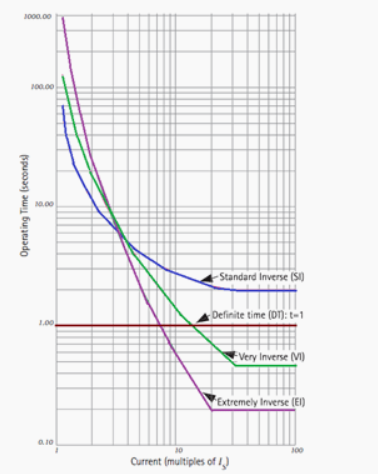 1000.00
100.00
10.00
1.00
0.10
Operating Time (seconds)
Standard Inverse (SI)
Definite time (DT): t=1
Very Inverse (VI)
Extremely Inverse (EI)
1
10
100
Current (multiples of Is)